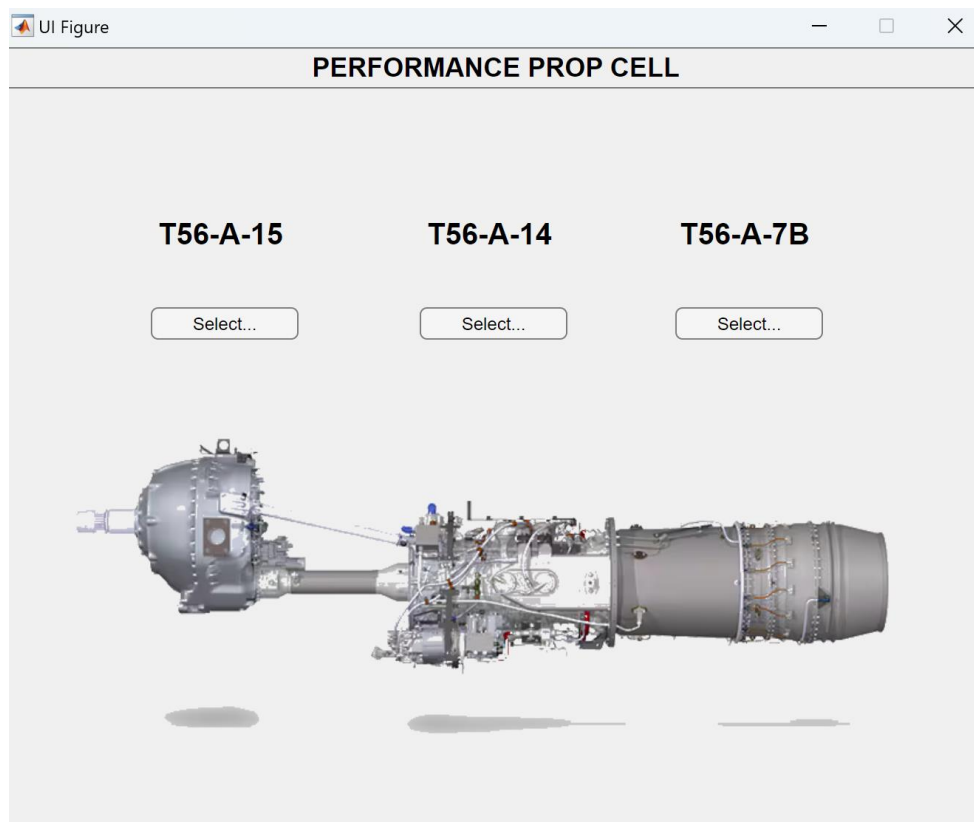 UI Figure
PERFORMANCE PROP CELL
T56-A-15 T56-A-14 T56-A-7B
Select... Select... Select...